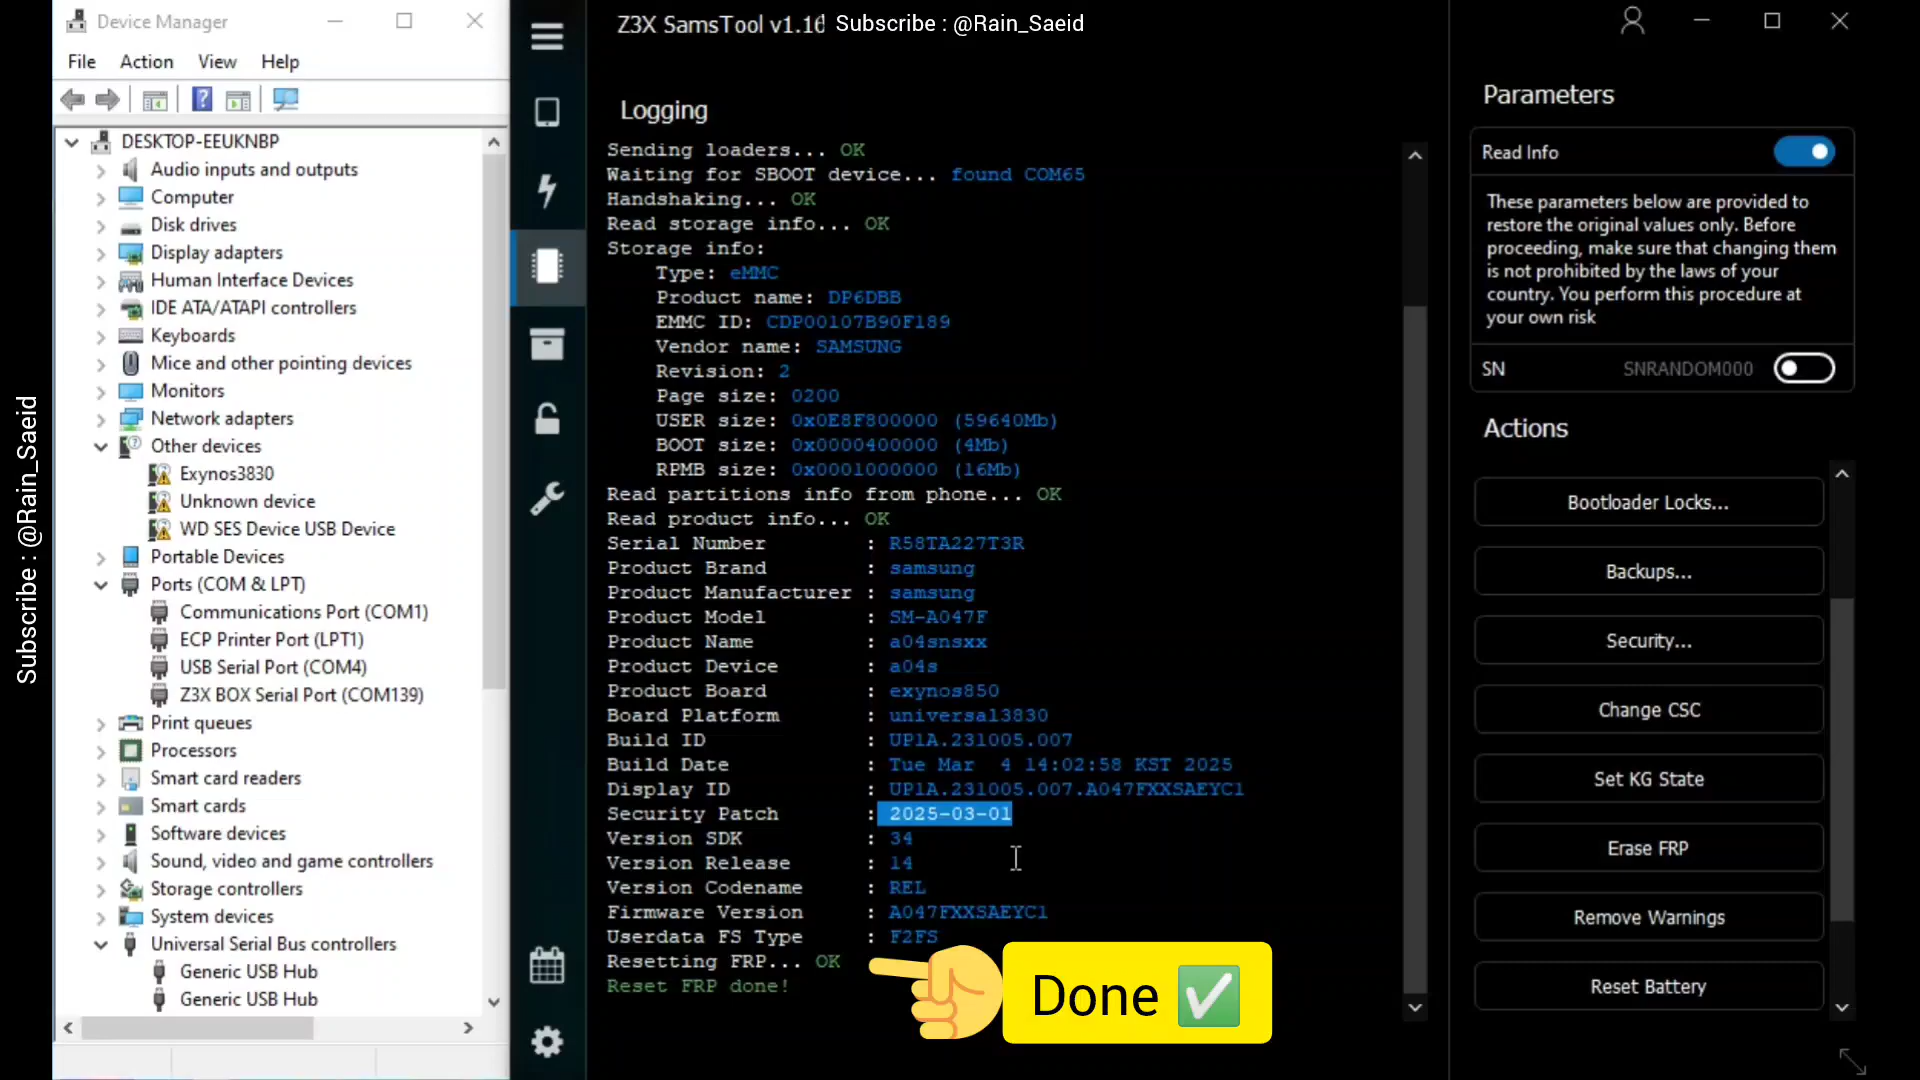 Device Manager
File Action View Help
DESKTOP-EEUKNBP
Audio inputs and outputs
Computer
Disk drives
Display adapters
Human Interface Devices
IDE ATA/ATAPI controllers
Keyboards
Mice and other pointing devices
Monitors
Network adapters
Other devices
Exynos3830
Unknown device
WD SES Device USB Device
Portable Devices
Ports (COM & LPT)
Communications Port (COM1)
ECP Printer Port (LPT1)
USB Serial Port (COM4)
Z3X BOX Serial Port (COM139)
Print queues
Processors
Smart card readers
Smart cards
Software devices
Sound, video and game controllers
Storage controllers
System devices
Universal Serial Bus controllers
Generic USB Hub
Generic USB Hub
Subscribe : @Rain_Saeid
Z3X SamsTool v1.16
Subscribe : @Rain_Saeid
Logging
Sending loaders... OK
Waiting for SBOOT device... found COM65
Handshaking... OK
Read storage info... OK
Storage info:
Type: eMMC
Product name: DP6DBB
EMMC ID: CDP00107B90F189
Vendor name: SAMSUNG
Revision: 2
Page size: 0200
USER size: 0x0E8F800000 (59640Mb)
BOOT size: 0x0000400000 (4Mb)
RPMB size: 0x0001000000 (16Mb)
Read partitions info from phone... OK
Read product info... OK
Serial Number : R58TA227T3R
Product Brand : samsung
Product Manufacturer : samsung
Product Model : SM-A047F
Product Name : a04snsxx
Product Device : a04s
Product Board : exynos850
Board Platform : universal3830
Build ID : UP1A.231005.007
Build Date : Tue Mar 4 14:02:58 KST 2025
Display ID : UP1A.231005.007.A047FXXSAEYC1
Security Patch : 2025-03-01
Version SDK : 34
Version Release : 14
Version Codename : REL
Firmware Version : A047FXXSAEYC1
Userdata FS Type : F2FS
Resetting FRP... OK
Reset FRP done!
Done
Parameters
Read Info
These parameters below are provided to
restore the original values only. Before
proceeding, make sure that changing them
is not prohibited by the laws of your
country. You perform this procedure at
your own risk
SN SNRANDOM000
Actions
Bootloader Locks...
Backups...
Security...
Change CSC
Set KG State
Erase FRP
Remove Warnings
Reset Battery